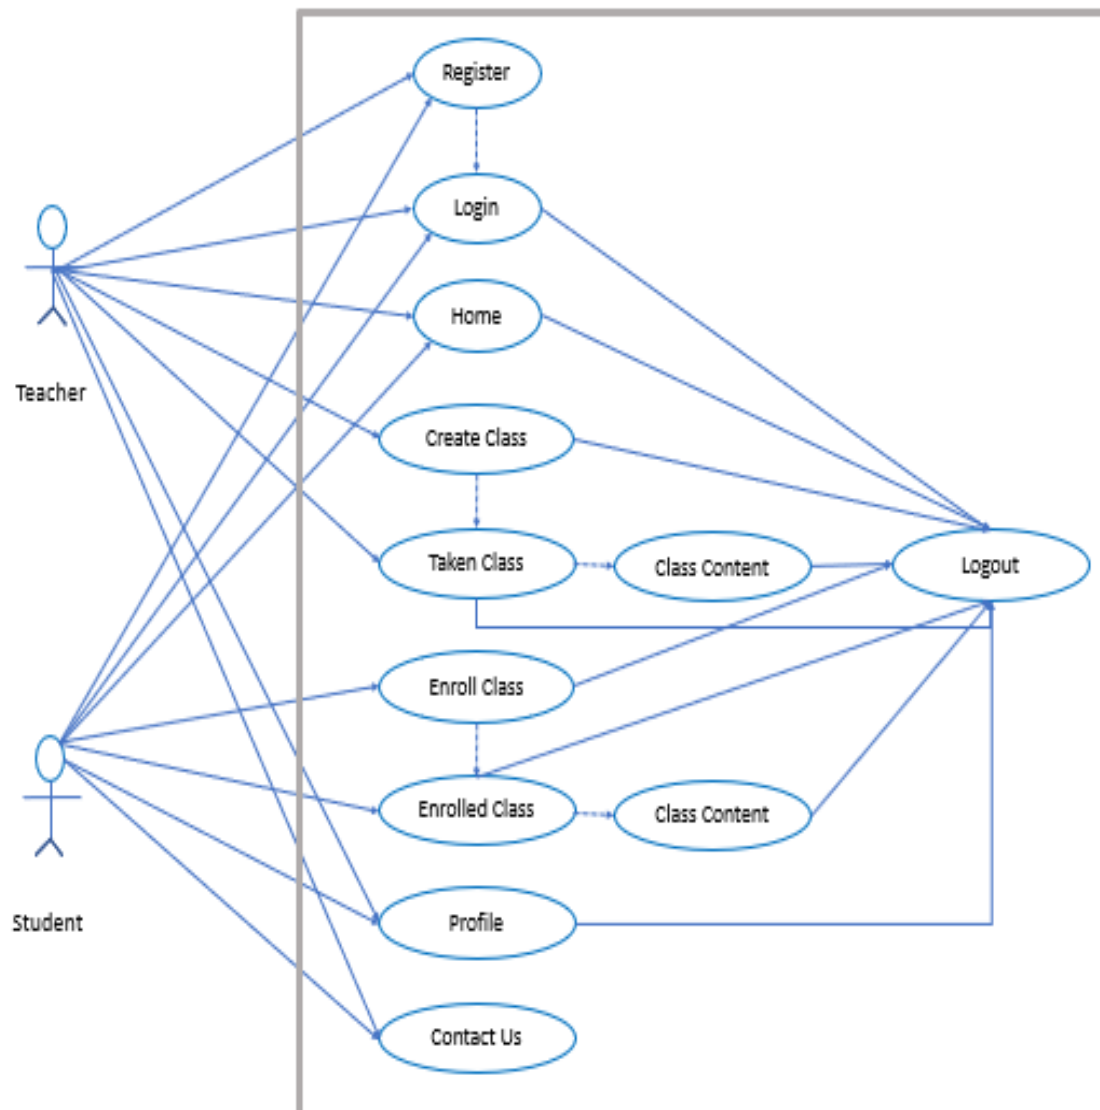 Register
Login
Home
Teacher
Create Class
Taken Class
Class Content
Logout
Enroll Class
Enrolled Class
Class Content
Student
Profile
Contact Us